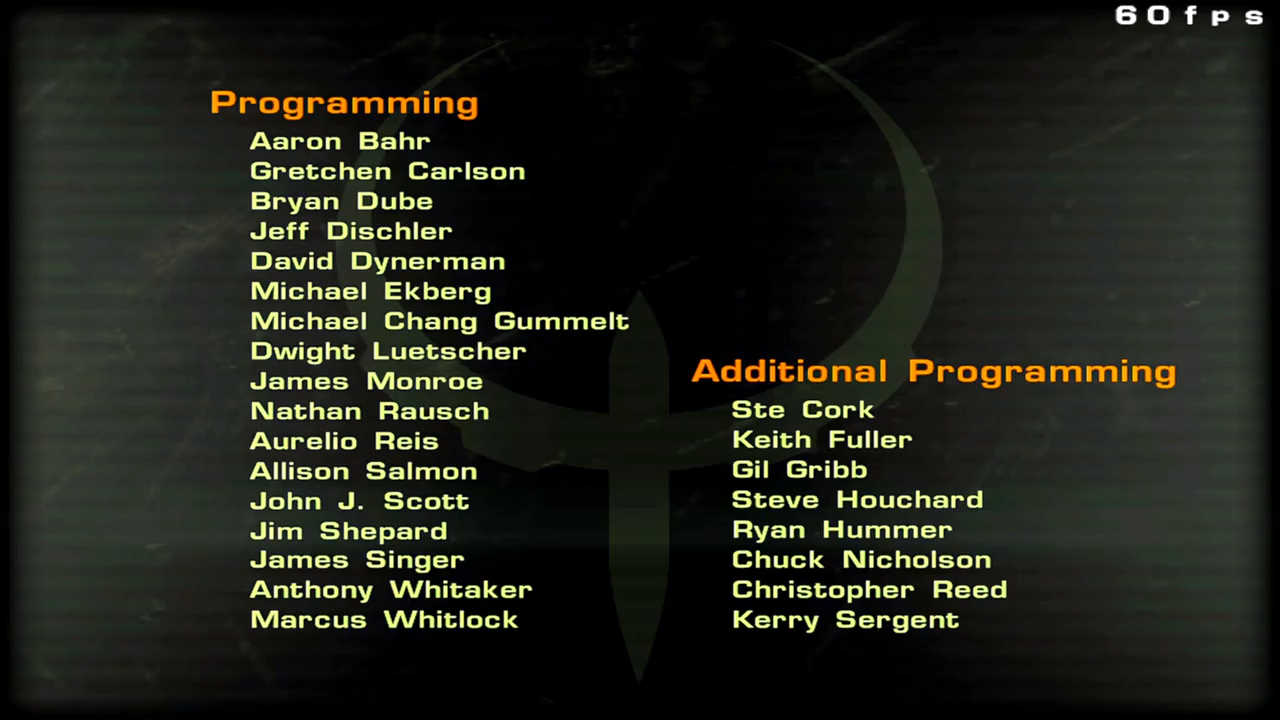 60fps
Programming
Aaron Bahr
Gretchen Carlson
Bryan Dube
Jeff Dischler
David Dynerman
Michael Ekberg
Michael Chang Gummelt
Dwight Luetscher
James Monroe
Nathan Rausch
Aurelio Reis
Allison Salmon
John J. Scott
Jim Shepard
James Singer
Anthony Whitaker
Marcus Whitlock
Additional Programming
Ste Cork
Keith Fuller
Gil Gribb
Steve Houchard
Ryan Hummer
Chuck Nicholson
Christopher Reed
Kerry Sergent